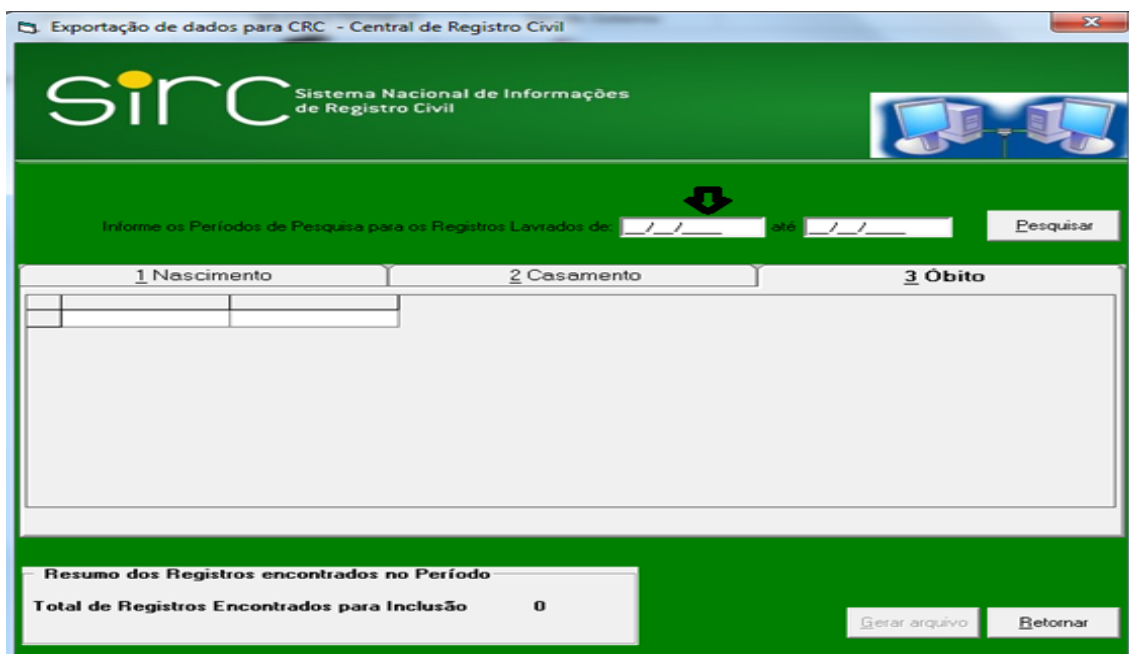 Exportação de dados para CRC - Central de Registro Civil
sirc
Sistema Nacional de Informações
de Registro Civil
Informe os Períodos de Pesquisa para os Registros Lavrados de: __/__/____ até __/__/____ Pesquisar
1 Nascimento 2 Casamento 3 Óbito
Resumo dos Registros encontrados no Período
Total de Registros Encontrados para Inclusão 0
Gerar arquivo Retornar